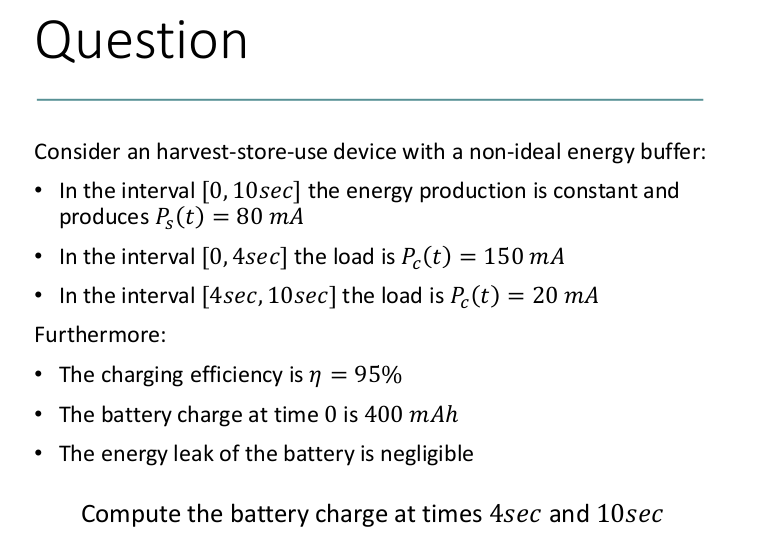 Question
Consider an harvest-store-use device with a non-ideal energy buffer:
• In the interval [0, 10sec] the energy production is constant and
produces Pₛ(t) = 80 mA
• In the interval [0, 4sec] the load is P_c(t) = 150 mA
• In the interval [4sec, 10sec] the load is P_c(t) = 20 mA
Furthermore:
• The charging efficiency is η = 95%
• The battery charge at time 0 is 400 mAh
• The energy leak of the battery is negligible
Compute the battery charge at times 4sec and 10sec